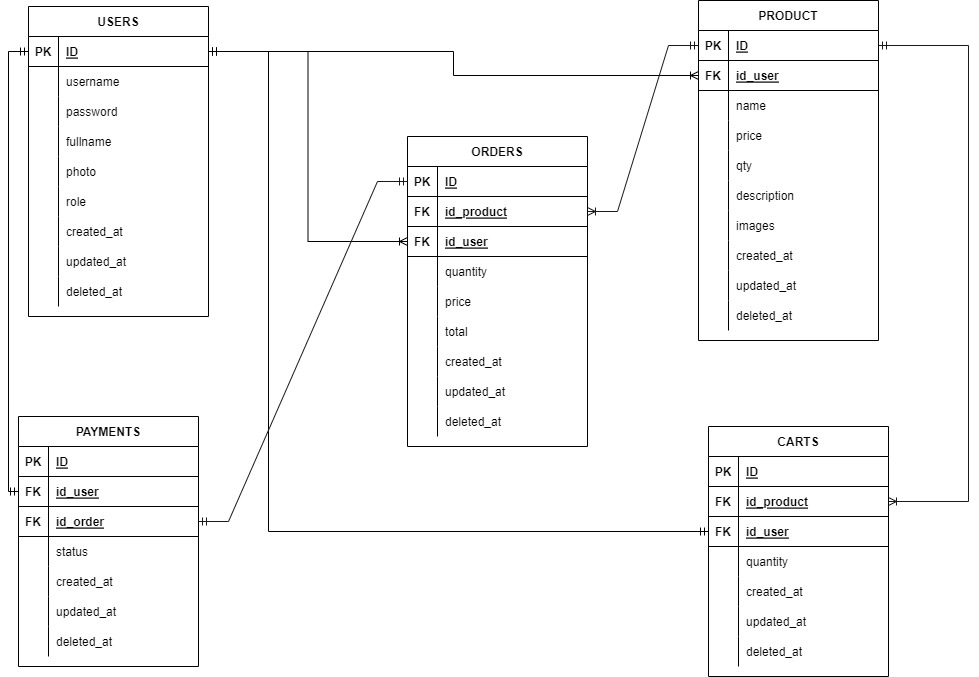 USERS
PK ID
username
password
fullname
photo
role
created_at
updated_at
deleted_at
PRODUCT
PK ID
FK id_user
name
price
qty
description
images
created_at
updated_at
deleted_at
ORDERS
PK ID
FK id_product
FK id_user
quantity
price
total
created_at
updated_at
deleted_at
PAYMENTS
PK ID
FK id_user
FK id_order
status
created_at
updated_at
deleted_at
CARTS
PK ID
FK id_product
FK id_user
quantity
created_at
updated_at
deleted_at